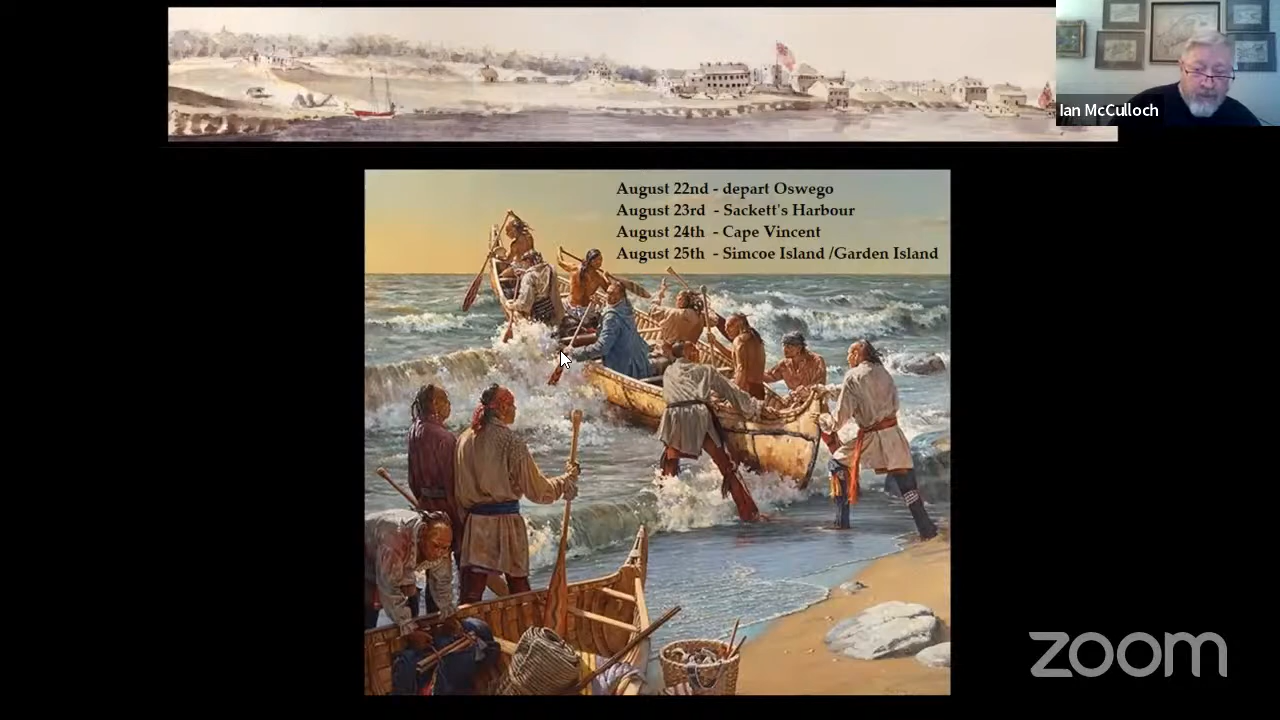 Ian McCulloch
August 22nd - depart Oswego
August 23rd - Sackett's Harbour
August 24th - Cape Vincent
August 25th - Simcoe Island /Garden Island
zoom